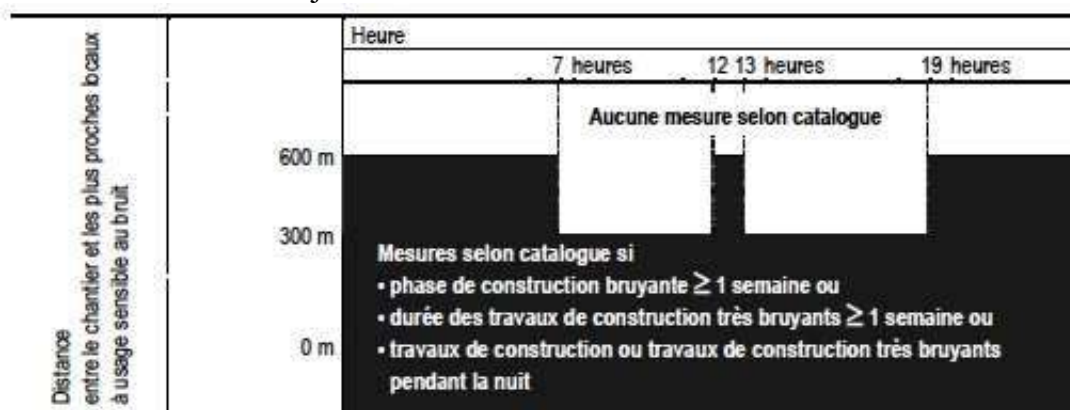 Heure
7 heures 12 13 heures 19 heures
Aucune mesure selon catalogue
Distance
entre le chantier et les plus proches locaux
à usage sensible au bruit
600 m
300 m
0 m
Mesures selon catalogue si
• phase de construction bruyante ≥ 1 semaine ou
• durée des travaux de construction très bruyants ≥ 1 semaine ou
• travaux de construction ou travaux de construction très bruyants
pendant la nuit